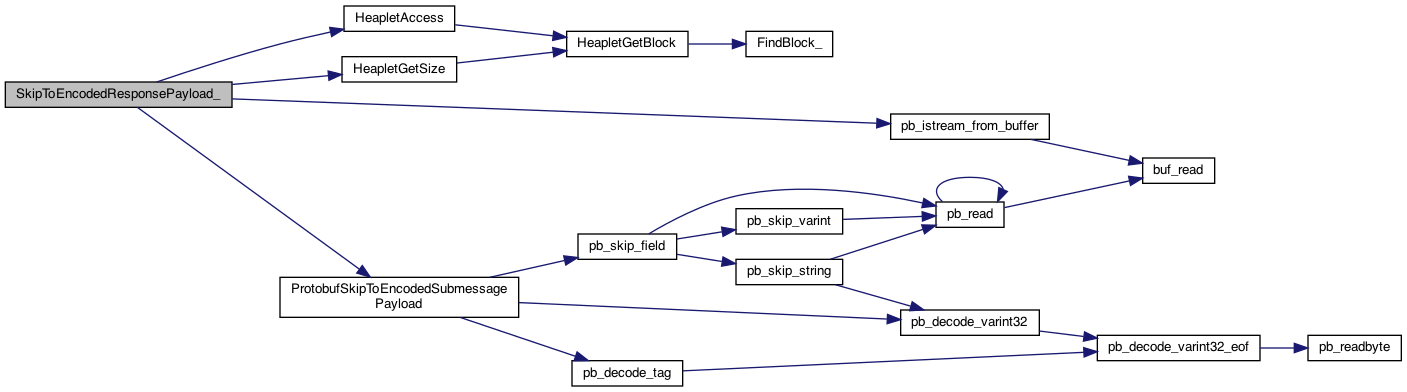 HeapletAccess
HeapletGetBlock
FindBlock_
HeapletGetSize
SkipToEncodedResponsePayload_
pb_istream_from_buffer
buf_read
pb_read
pb_skip_varint
pb_skip_field
pb_skip_string
ProtobufSkipToEncodedSubmessage
Payload
pb_decode_varint32
pb_decode_varint32_eof
pb_readbyte
pb_decode_tag